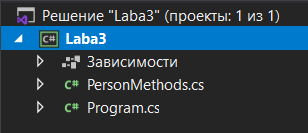 Решение "Laba3" (проекты: 1 из 1)
C# Laba3
Зависимости
C# PersonMethods.cs
C# Program.cs